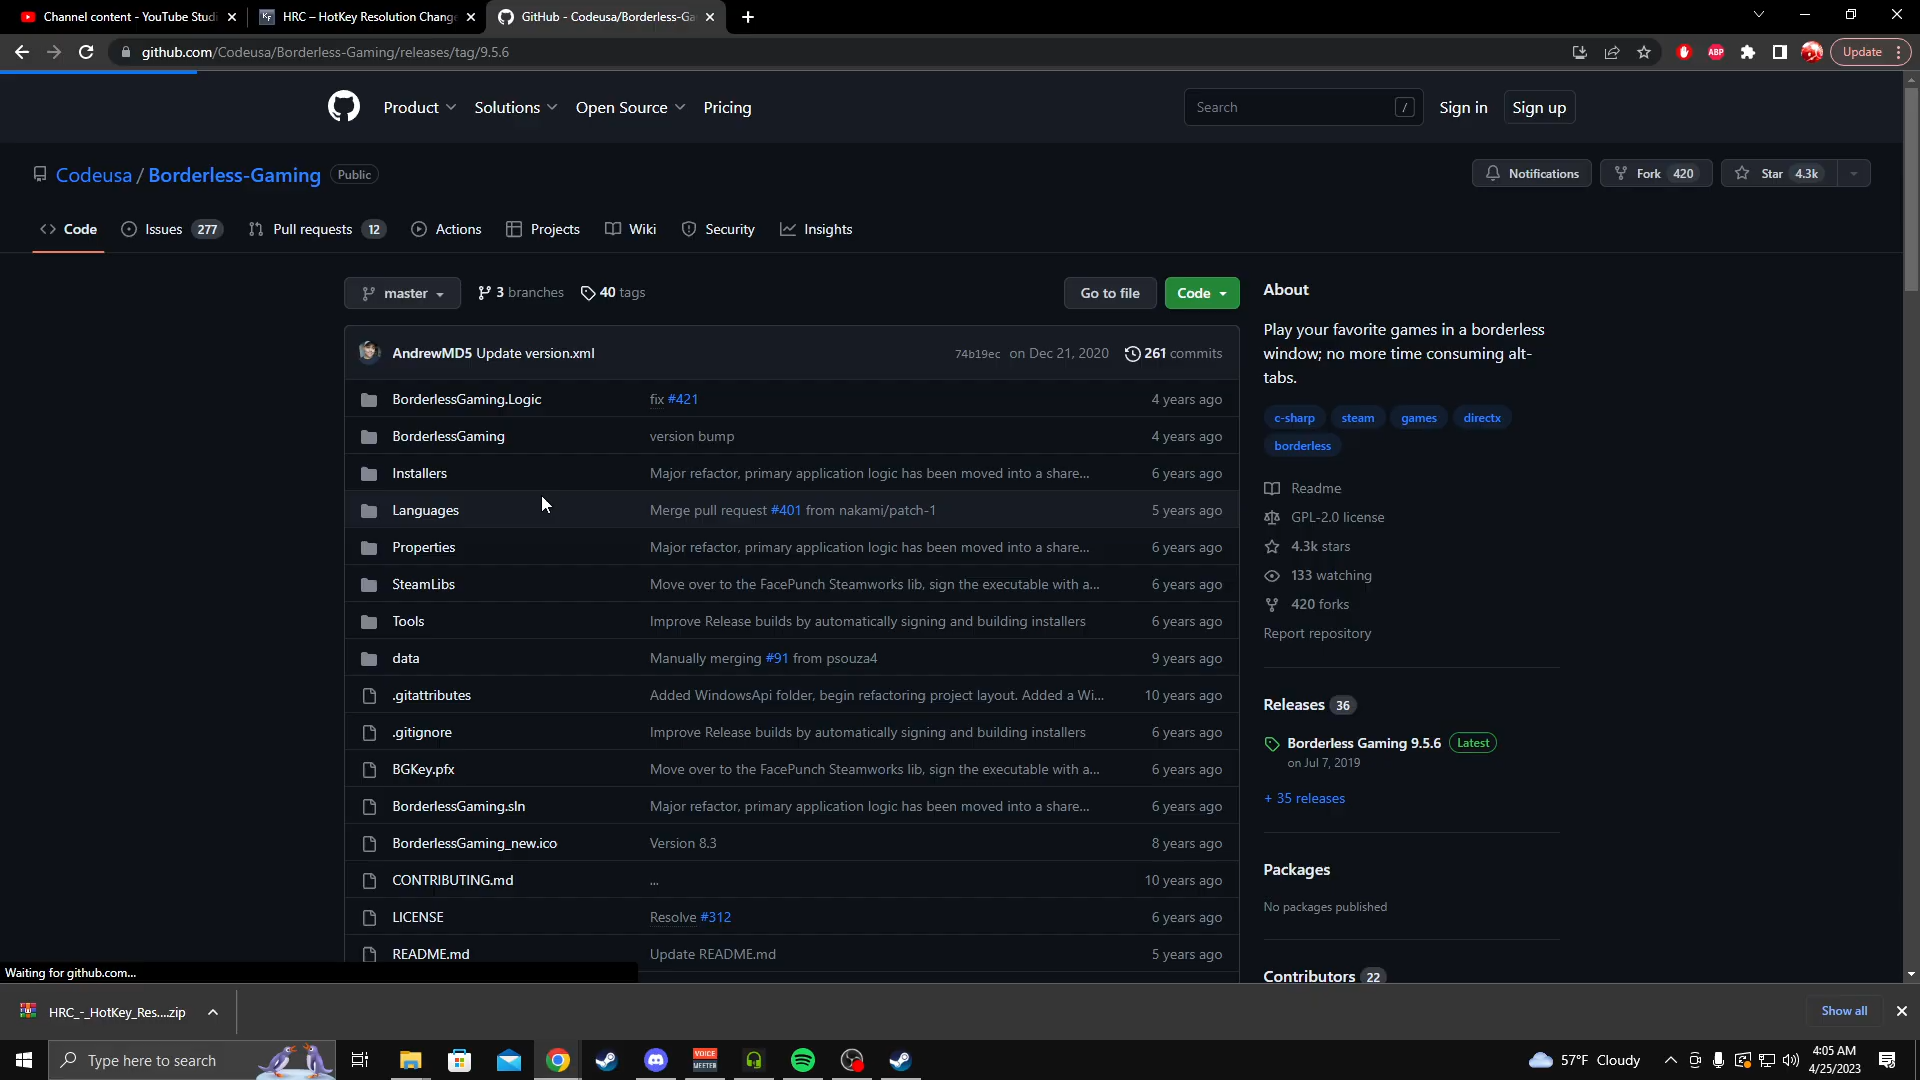 Channel content - YouTube Studi
HRC – HotKey Resolution Change
GitHub - Codeusa/Borderless-Ga
github.com/Codeusa/Borderless-Gaming/releases/tag/9.5.6
ABP
Update
Product
Solutions
Open Source
Pricing
Search
/
Sign in
Sign up
Codeusa / Borderless-Gaming
Public
Notifications
Fork 420
Star 4.3k
Code
Issues 277
Pull requests 12
Actions
Projects
Wiki
Security
Insights
master
3 branches
40 tags
Go to file
Code
AndrewMD5 Update version.xml
74b19ec on Dec 21, 2020
261 commits
BorderlessGaming.Logic fix #421 4 years ago
BorderlessGaming version bump 4 years ago
Installers Major refactor, primary application logic has been moved into a share... 6 years ago
Languages Merge pull request #401 from nakami/patch-1 5 years ago
Properties Major refactor, primary application logic has been moved into a share... 6 years ago
SteamLibs Move over to the FacePunch Steamworks lib, sign the executable with a... 6 years ago
Tools Improve Release builds by automatically signing and building installers 6 years ago
data Manually merging #91 from psouza4 9 years ago
.gitattributes Added WindowsApi folder, begin refactoring project layout. Added a Wi... 10 years ago
.gitignore Improve Release builds by automatically signing and building installers 6 years ago
BGKey.pfx Move over to the FacePunch Steamworks lib, sign the executable with a... 6 years ago
BorderlessGaming.sln Major refactor, primary application logic has been moved into a share... 6 years ago
BorderlessGaming_new.ico Version 8.3 8 years ago
CONTRIBUTING.md ... 10 years ago
LICENSE Resolve #312 6 years ago
README.md Update README.md 5 years ago
About
Play your favorite games in a borderless
window; no more time consuming alt-
tabs.
c-sharp steam games directx
borderless
Readme
GPL-2.0 license
4.3k stars
133 watching
420 forks
Report repository
Releases 36
Borderless Gaming 9.5.6 Latest
on Jul 7, 2019
+ 35 releases
Packages
No packages published
Contributors 22
Waiting for github.com...
HRC_-_HotKey_Res....zip
Show all
Type here to search
VOICE
MEETER
57°F Cloudy
4:05 AM
4/25/2023